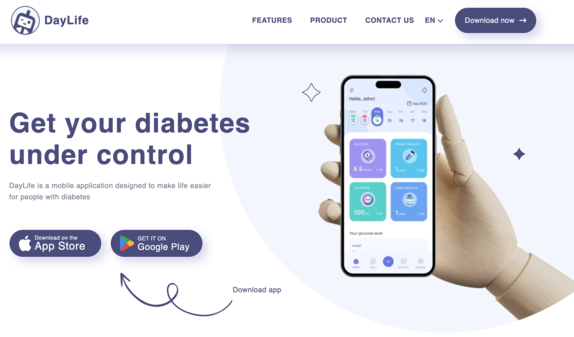 DayLife
FEATURES PRODUCT CONTACT US EN Download now
Get your diabetes
under control
DayLife is a mobile application designed to make life easier
for people with diabetes
Download on the
App Store
GET IT ON
Google Play
Download app
Hello, John!
Your glucose level